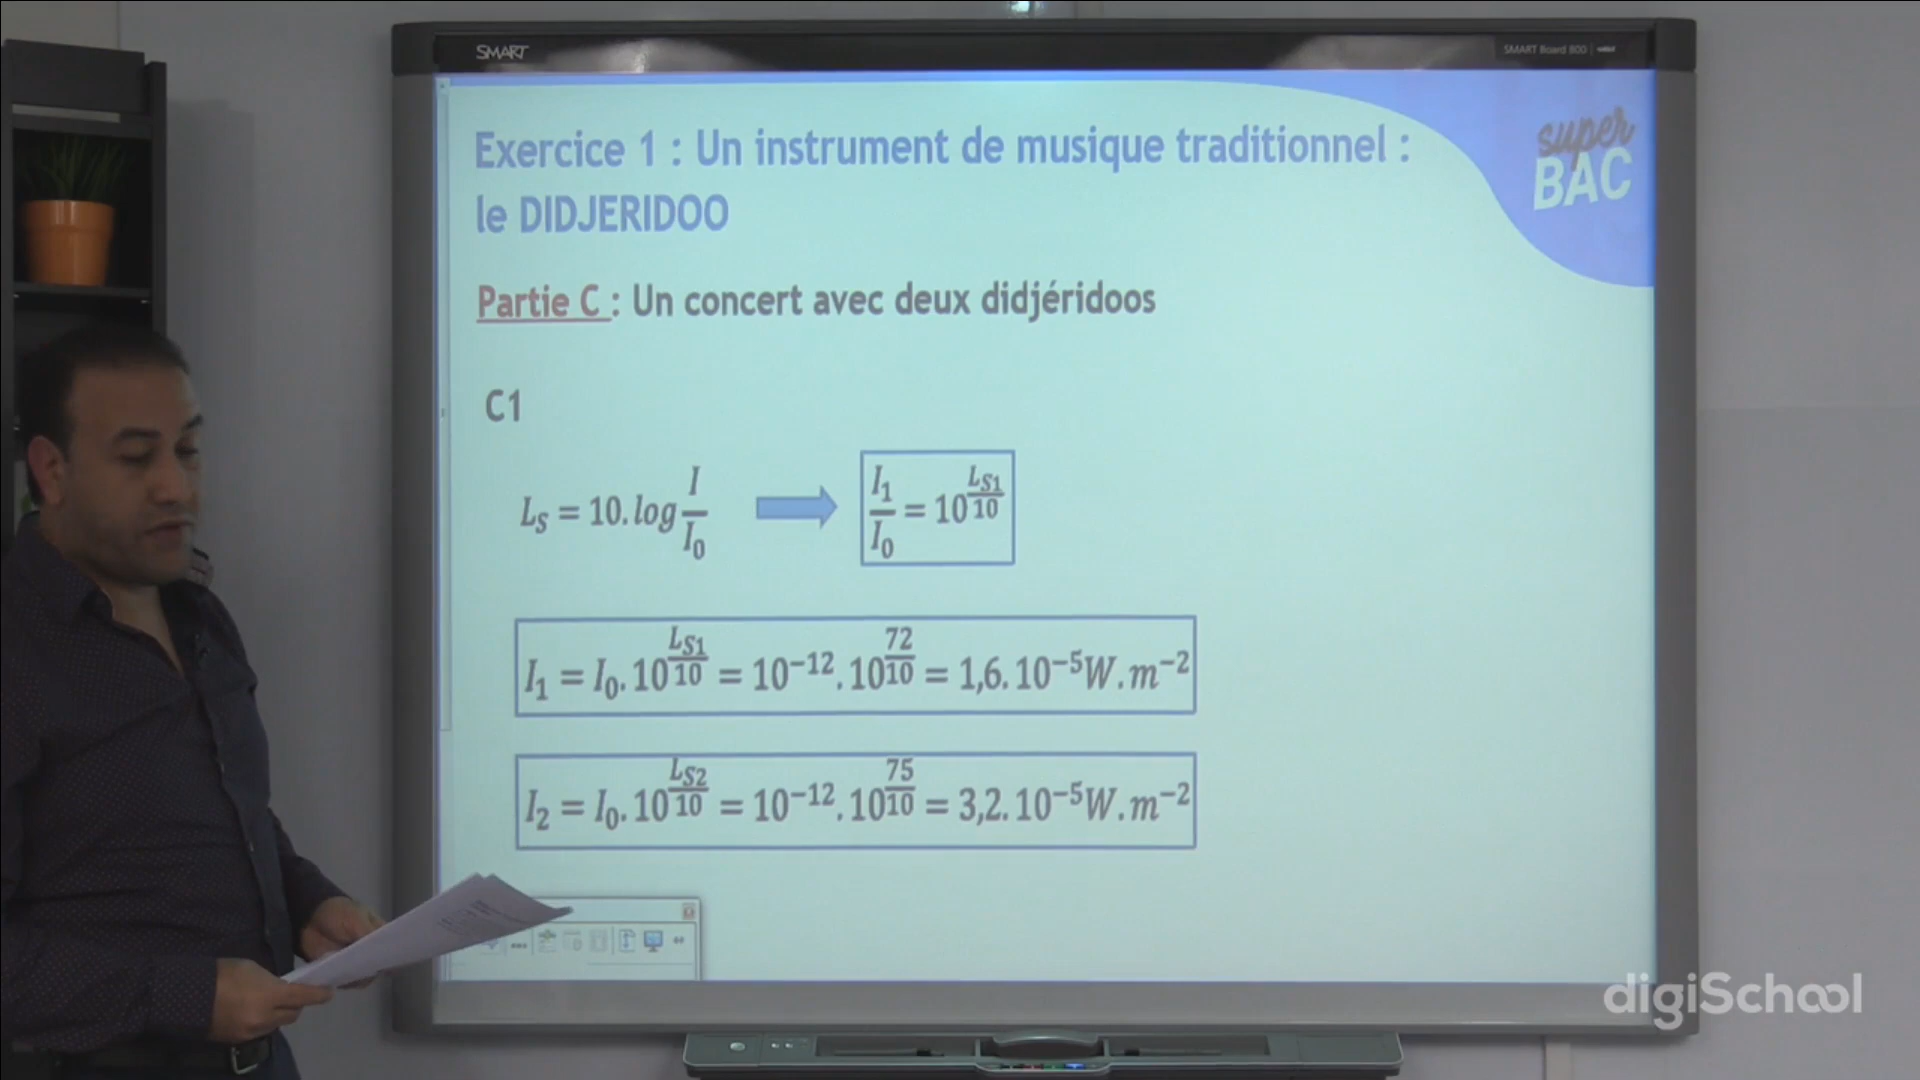 SMART
SMART Board 800
super
BAC
Exercice 1 : Un instrument de musique traditionnel :
le DIDJERIDOO
Partie C : Un concert avec deux didjéridoos
C1
L_S = 10.log I/I_0
I_1/I_0 = 10^(L_S1/10)
I_1 = I_0.10^(L_S1/10) = 10^−12.10^(72/10) = 1,6.10^−5 W.m^−2
I_2 = I_0.10^(L_S2/10) = 10^−12.10^(75/10) = 3,2.10^−5 W.m^−2
digiSchool